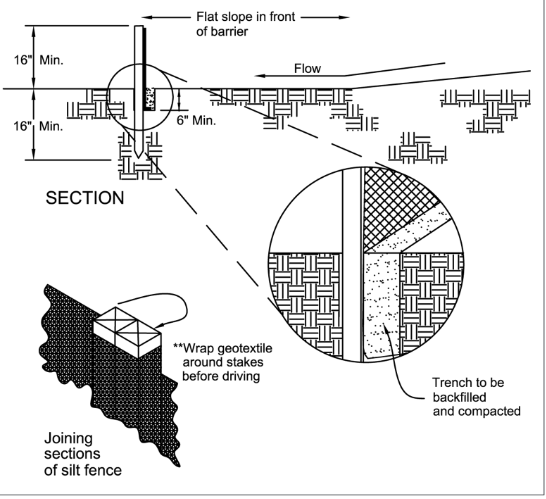 Flat slope in front
of barrier
16" Min.
Flow
16" Min.
6" Min.
SECTION
**Wrap geotextile
around stakes
before driving
Trench to be
backfilled
and compacted
Joining
sections
of silt fence